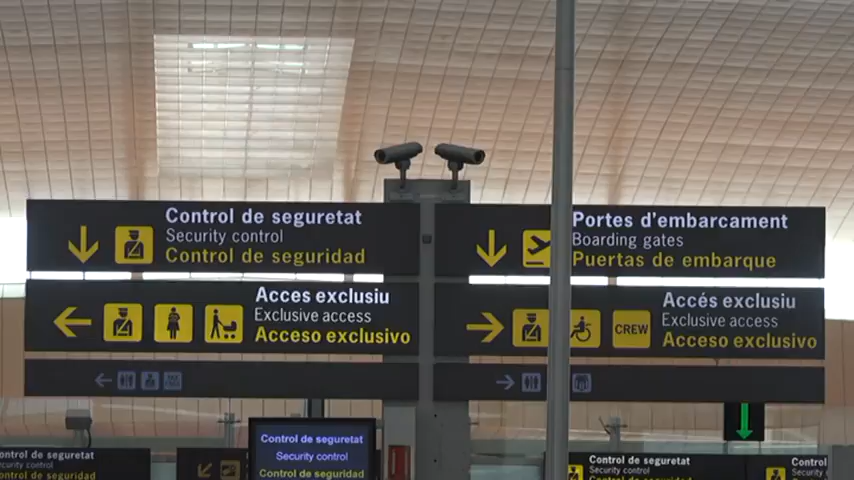 Control de seguretat
Security control
Control de seguridad
Portes d'embarcament
Boarding gates
Puertas de embarque
Acces exclusiu
Exclusive access
Acceso exclusivo
CREW
Accés exclusiu
Exclusive access
Acceso exclusivo
Control de seguretat
Security control
Control de seguridad
Control de seguretat
Security control
Control de seguridad
Control de seguretat
Security control
Control de seguridad
Control
Security